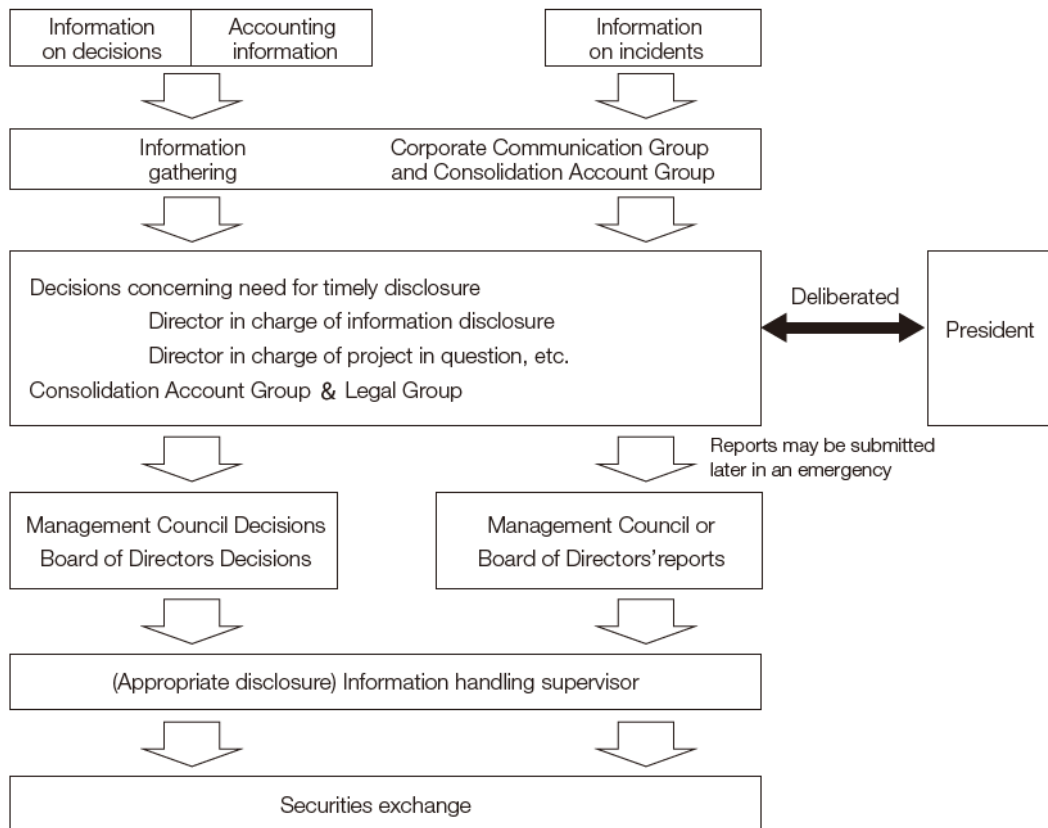 Information
on decisions
Accounting
information
Information
on incidents
Information
gathering
Corporate Communication Group
and Consolidation Account Group
Decisions concerning need for timely disclosure
Director in charge of information disclosure
Director in charge of project in question, etc.
Consolidation Account Group & Legal Group
Deliberated
President
Reports may be submitted
later in an emergency
Management Council Decisions
Board of Directors Decisions
Management Council or
Board of Directors'reports
(Appropriate disclosure) Information handling supervisor
Securities exchange